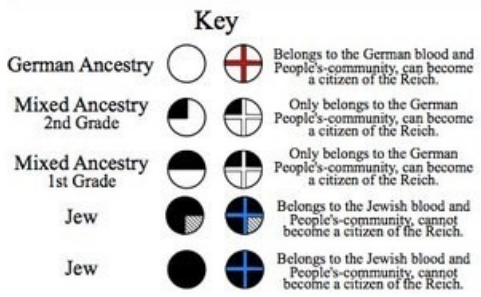 Key
German Ancestry
Belongs to the German blood and
People's-community, can become
a citizen of the Reich.
Mixed Ancestry
2nd Grade
Only belongs to the German
People's-community, can become
a citizen of the Reich.
Mixed Ancestry
1st Grade
Only belongs to the German
People's-community, can become
a citizen of the Reich.
Jew
Belongs to the Jewish blood and
People's-community, cannot
become a citizen of the Reich.
Jew
Belongs to the Jewish blood and
People's-community, cannot
become a citizen of the Reich.